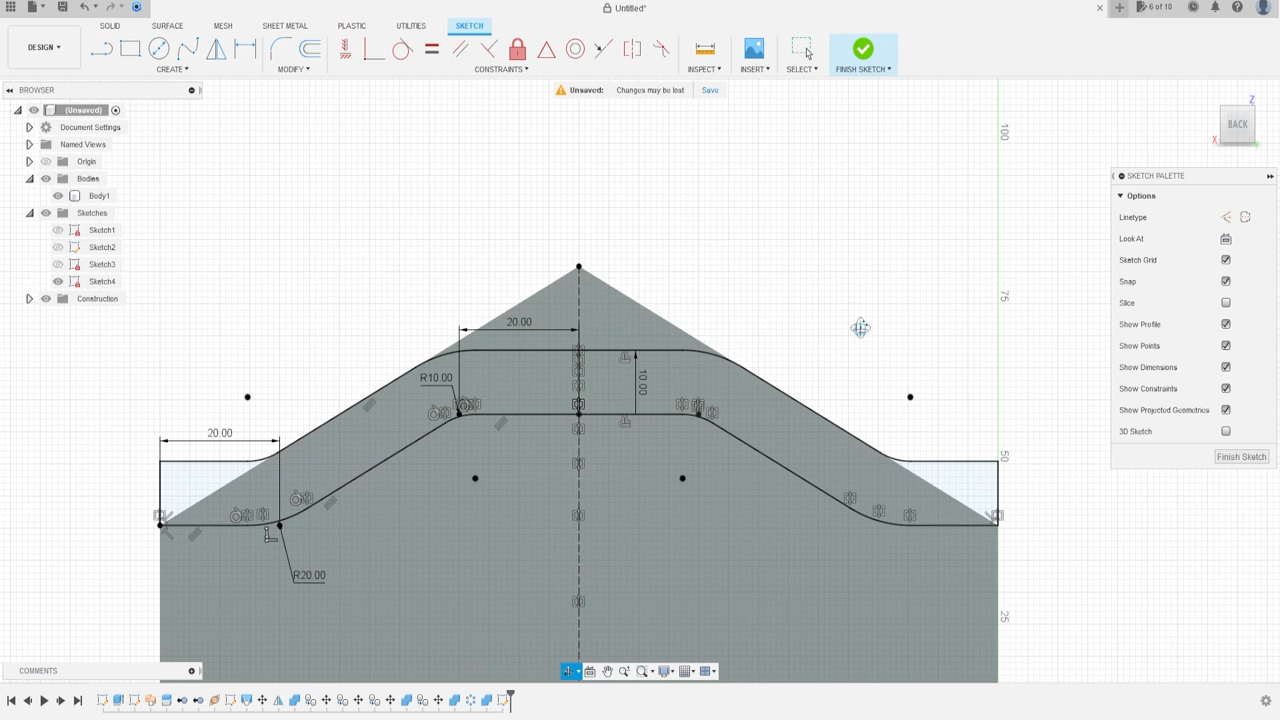 Untitled*
6 of 10
SOLID SURFACE MESH SHEET METAL PLASTIC UTILITIES SKETCH
DESIGN
CREATE MODIFY CONSTRAINTS INSPECT INSERT SELECT FINISH SKETCH
BROWSER
Unsaved: Changes may be lost Save
(Unsaved)
Document Settings
Named Views
Origin
Bodies
Body1
Sketches
Sketch1
Sketch2
Sketch3
Sketch4
Construction
Z
BACK
X
SKETCH PALETTE
Options
Linetype
Look At
Sketch Grid
Snap
Slice
Show Profile
Show Points
Show Dimensions
Show Constraints
Show Projected Geometries
3D Sketch
Finish Sketch
100
75
50
25
20.00
R10.00
10.00
20.00
R20.00
COMMENTS